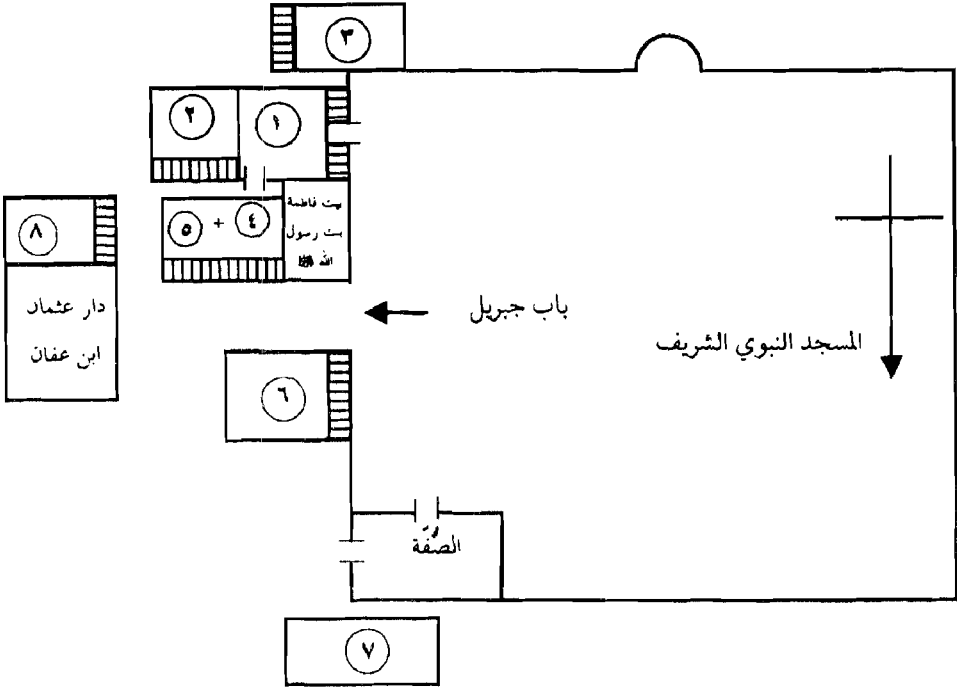 ٣
٢
١
بيت فاطمة
بنت رسول
الله ﷺ
٥ + ٤
٨
دار عثمان
ابن عفان
باب جبريل
المسجد النبوي الشريف
٦
الصُفّة
٧